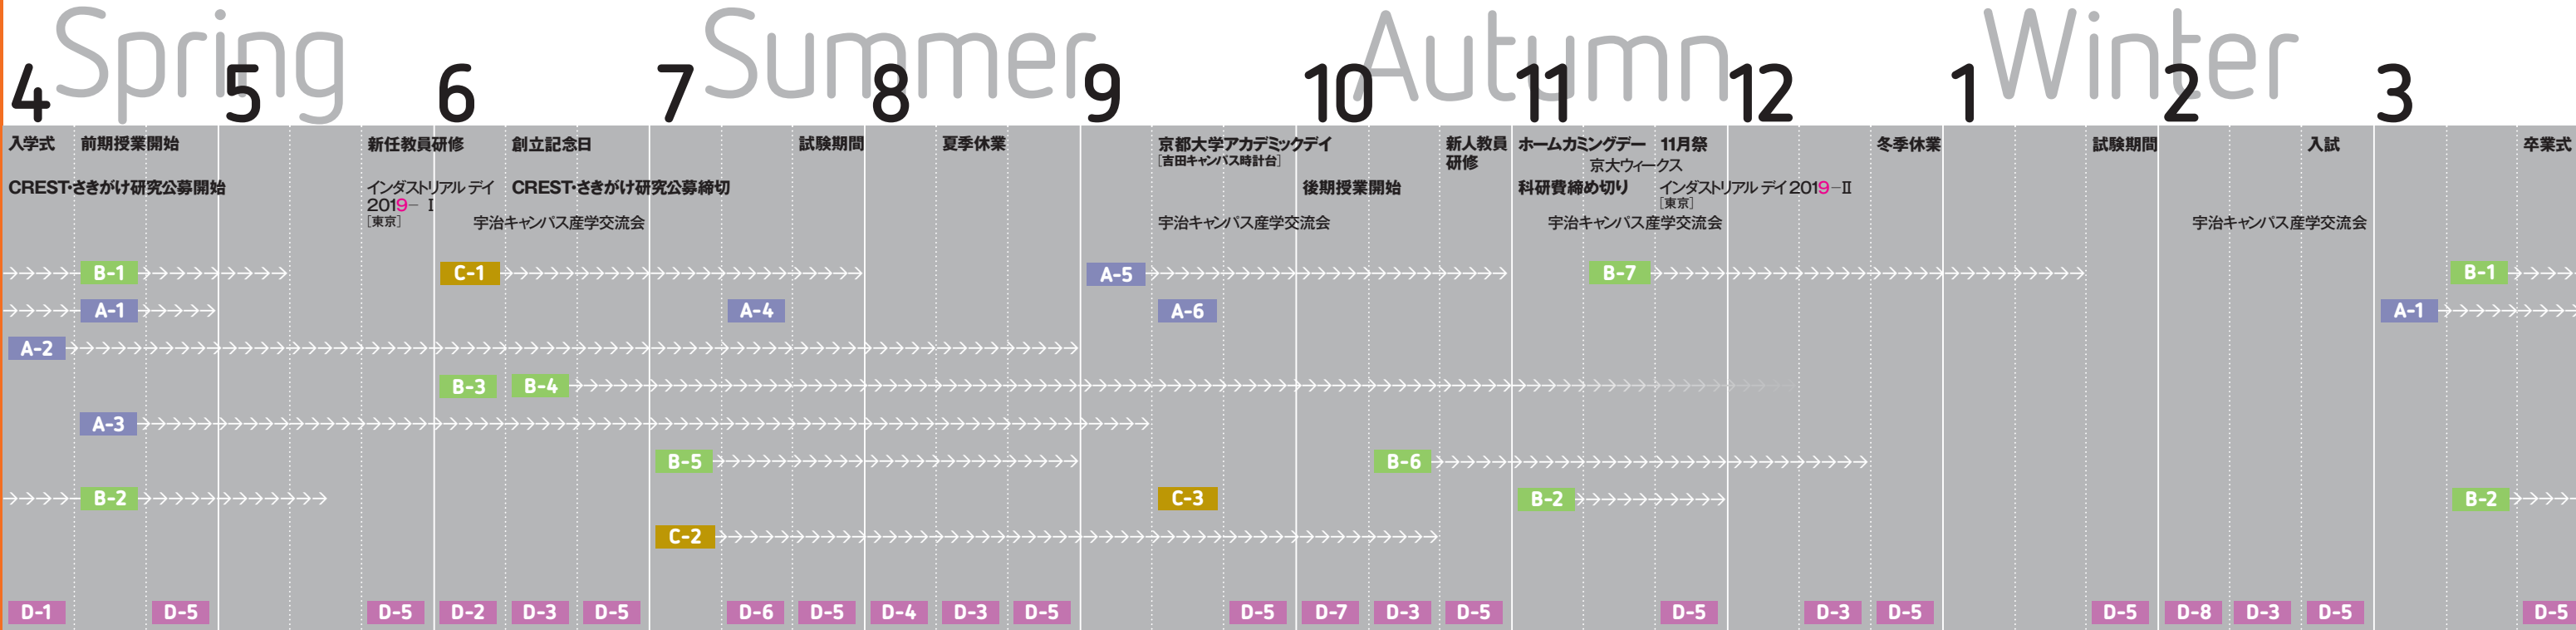 Spring Summer Autumn Winter
4 5 6 7 8 9 10 11 12 1 2 3
入学式 前期授業開始 新任教員研修 創立記念日 試験期間 夏季休業 京都大学アカデミックデイ 新人教員 ホームカミングデー 11月祭 冬季休業 試験期間 入試 卒業式
[吉田キャンパス時計台] 研修 京大ウィークス
CREST・さきがけ研究公募開始 インダストリアル デイ CREST・さきがけ研究公募締切 後期授業開始 科研費締め切り インダストリアル デイ 2019−II
2019− I [東京]
[東京] 宇治キャンパス産学交流会 宇治キャンパス産学交流会 宇治キャンパス産学交流会 宇治キャンパス産学交流会
B-1 C-1 A-5 B-7 B-1
A-1 A-4 A-6 A-1
A-2
B-3 B-4
A-3
B-5 B-6
B-2 C-3 B-2 B-2
C-2
D-1 D-5 D-5 D-2 D-3 D-5 D-6 D-5 D-4 D-3 D-5 D-5 D-7 D-3 D-5 D-5 D-3 D-5 D-5 D-8 D-3 D-5 D-5